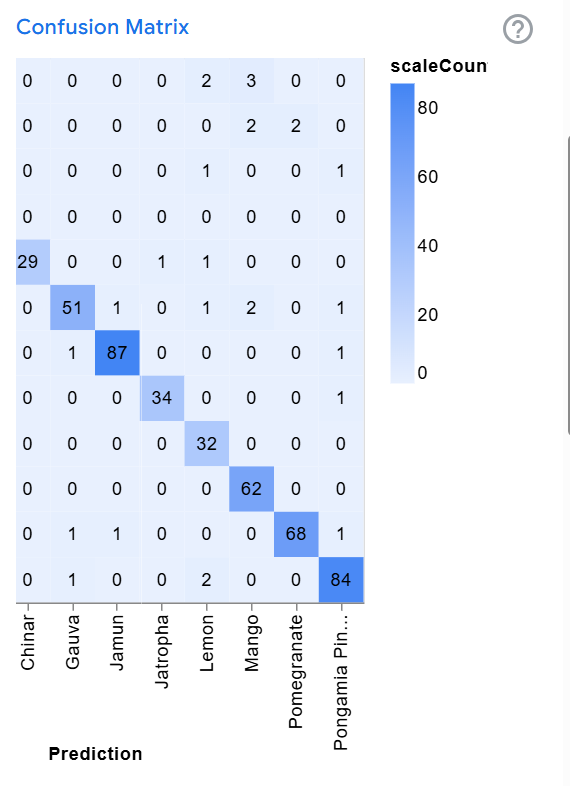 Confusion Matrix
?
scaleCoun
0 0 0 0 2 3 0 0
0 0 0 0 0 2 2 0
0 0 0 0 1 0 0 1
0 0 0 0 0 0 0 0
29 0 0 1 1 0 0 0
0 51 1 0 1 2 0 1
0 1 87 0 0 0 0 1
0 0 0 34 0 0 0 1
0 0 0 0 32 0 0 0
0 0 0 0 0 62 0 0
0 1 1 0 0 0 68 1
0 1 0 0 2 0 0 84
80
60
40
20
0
Chinar
Gauva
Jamun
Jatropha
Lemon
Mango
Pomegranate
Pongamia Pin...
Prediction